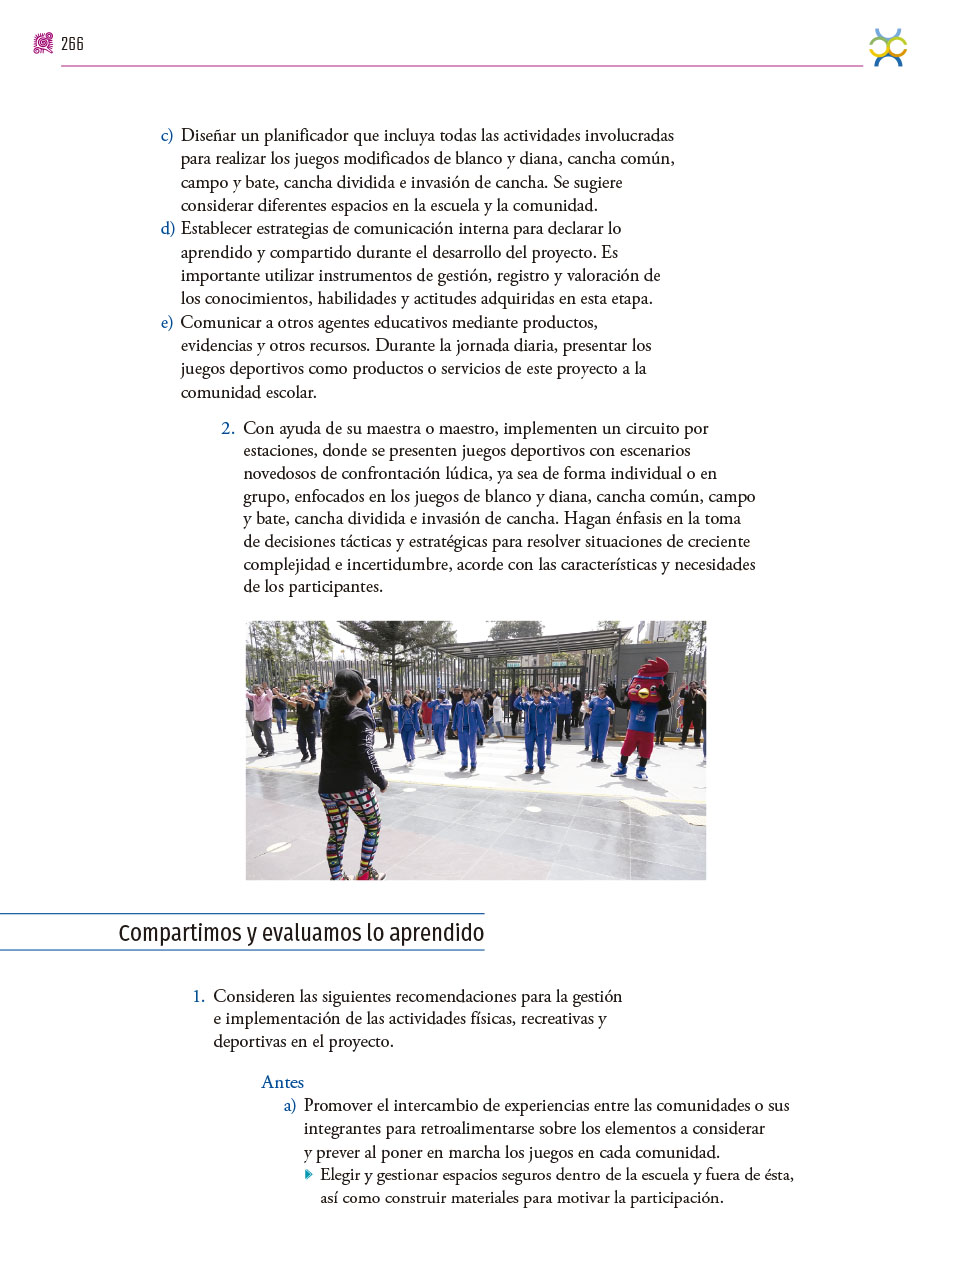 266
c) Diseñar un planificador que incluya todas las actividades involucradas
para realizar los juegos modificados de blanco y diana, cancha común,
campo y bate, cancha dividida e invasión de cancha. Se sugiere
considerar diferentes espacios en la escuela y la comunidad.
d) Establecer estrategias de comunicación interna para declarar lo
aprendido y compartido durante el desarrollo del proyecto. Es
importante utilizar instrumentos de gestión, registro y valoración de
los conocimientos, habilidades y actitudes adquiridas en esta etapa.
e) Comunicar a otros agentes educativos mediante productos,
evidencias y otros recursos. Durante la jornada diaria, presentar los
juegos deportivos como productos o servicios de este proyecto a la
comunidad escolar.
2. Con ayuda de su maestra o maestro, implementen un circuito por
estaciones, donde se presenten juegos deportivos con escenarios
novedosos de confrontación lúdica, ya sea de forma individual o en
grupo, enfocados en los juegos de blanco y diana, cancha común, campo
y bate, cancha dividida e invasión de cancha. Hagan énfasis en la toma
de decisiones tácticas y estratégicas para resolver situaciones de creciente
complejidad e incertidumbre, acorde con las características y necesidades
de los participantes.
Compartimos y evaluamos lo aprendido
1. Consideren las siguientes recomendaciones para la gestión
e implementación de las actividades físicas, recreativas y
deportivas en el proyecto.
Antes
a) Promover el intercambio de experiencias entre las comunidades o sus
integrantes para retroalimentarse sobre los elementos a considerar
y prever al poner en marcha los juegos en cada comunidad.
Elegir y gestionar espacios seguros dentro de la escuela y fuera de ésta,
así como construir materiales para motivar la participación.